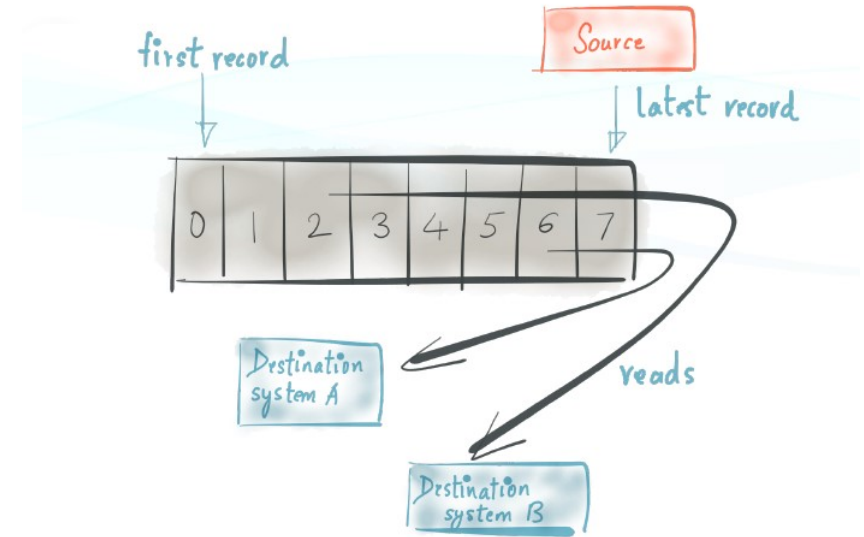 first record
Source
latest record
0 1 2 3 4 5 6 7
Destination
system A
reads
Destination
system B